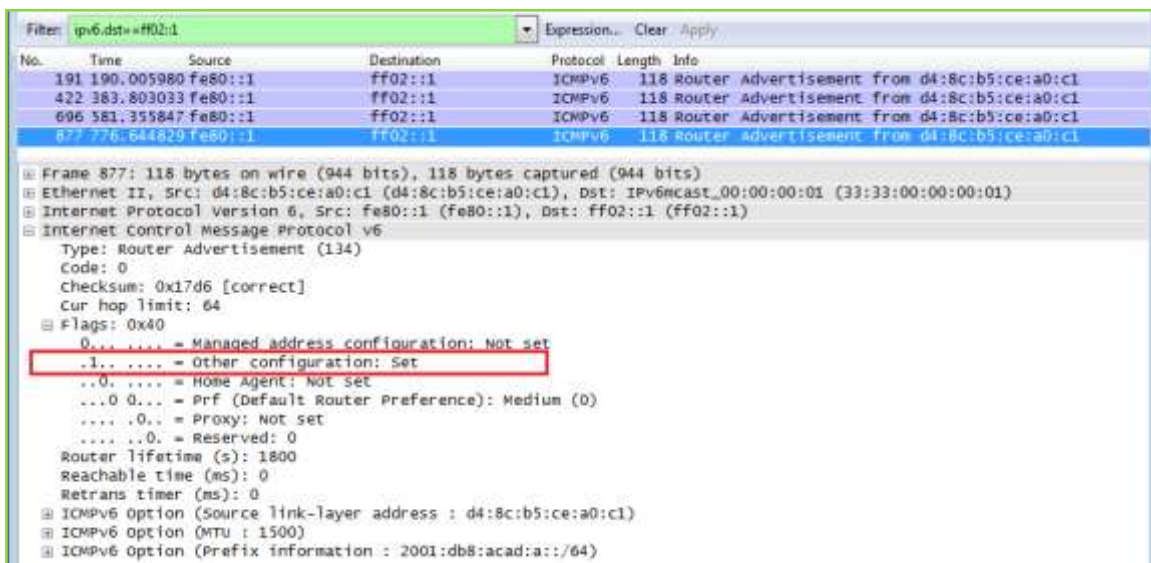 Filter: ipv6.dst==ff02::1 Expression... Clear Apply
No. Time Source Destination Protocol Length Info
191 190.005980 fe80::1 ff02::1 ICMPv6 118 Router Advertisement from d4:8c:b5:ce:a0:c1
422 383.803033 fe80::1 ff02::1 ICMPv6 118 Router Advertisement from d4:8c:b5:ce:a0:c1
696 581.355847 fe80::1 ff02::1 ICMPv6 118 Router Advertisement from d4:8c:b5:ce:a0:c1
877 776.644829 fe80::1 ff02::1 ICMPv6 118 Router Advertisement from d4:8c:b5:ce:a0:c1
Frame 877: 118 bytes on wire (944 bits), 118 bytes captured (944 bits)
Ethernet II, Src: d4:8c:b5:ce:a0:c1 (d4:8c:b5:ce:a0:c1), Dst: IPv6mcast_00:00:00:01 (33:33:00:00:00:01)
Internet Protocol Version 6, Src: fe80::1 (fe80::1), Dst: ff02::1 (ff02::1)
Internet Control Message Protocol v6
Type: Router Advertisement (134)
Code: 0
Checksum: 0x17d6 [correct]
Cur hop limit: 64
Flags: 0x40
0... .... = Managed address configuration: Not set
.1.. .... = Other configuration: Set
..0. .... = Home Agent: Not set
...0 0... = Prf (Default Router Preference): Medium (0)
.... .0.. = Proxy: Not set
.... ..0. = Reserved: 0
Router lifetime (s): 1800
Reachable time (ms): 0
Retrans timer (ms): 0
ICMPv6 Option (Source link-layer address : d4:8c:b5:ce:a0:c1)
ICMPv6 Option (MTU : 1500)
ICMPv6 Option (Prefix information : 2001:db8:acad:a::/64)